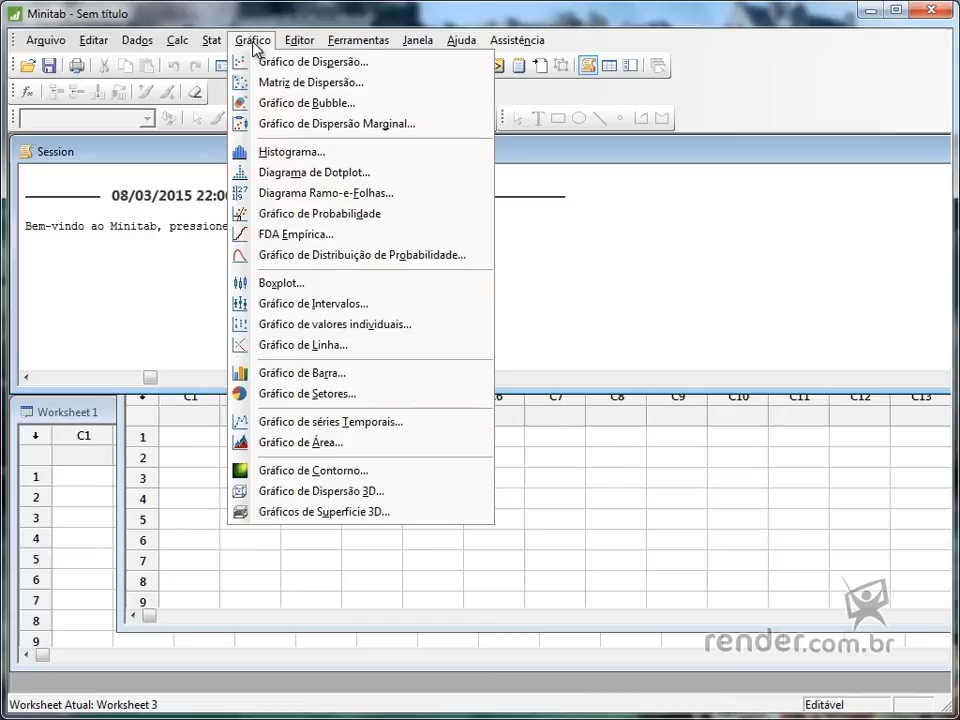 Minitab - Sem título
Arquivo Editar Dados Calc Stat Gráfico Editor Ferramentas Janela Ajuda Assistência
Gráfico de Dispersão...
Matriz de Dispersão...
Gráfico de Bubble...
Gráfico de Dispersão Marginal...
Histograma...
Diagrama de Dotplot...
Diagrama Ramo-e-Folhas...
Gráfico de Probabilidade
FDA Empírica...
Gráfico de Distribuição de Probabilidade...
Boxplot...
Gráfico de Intervalos...
Gráfico de valores individuais...
Gráfico de Linha...
Gráfico de Barra...
Gráfico de Setores...
Gráfico de séries Temporais...
Gráfico de Área...
Gráfico de Contorno...
Gráfico de Dispersão 3D...
Gráficos de Superfície 3D...
Session
08/03/2015 22:0
Bem-vindo ao Minitab, pressione
Worksheet 1
C1
1
2
3
4
5
6
7
8
9
C1 C7 C8 C9 C10 C11 C12 C13
1
2
3
4
5
6
7
8
9
render.com.br
Worksheet Atual: Worksheet 3
Editável